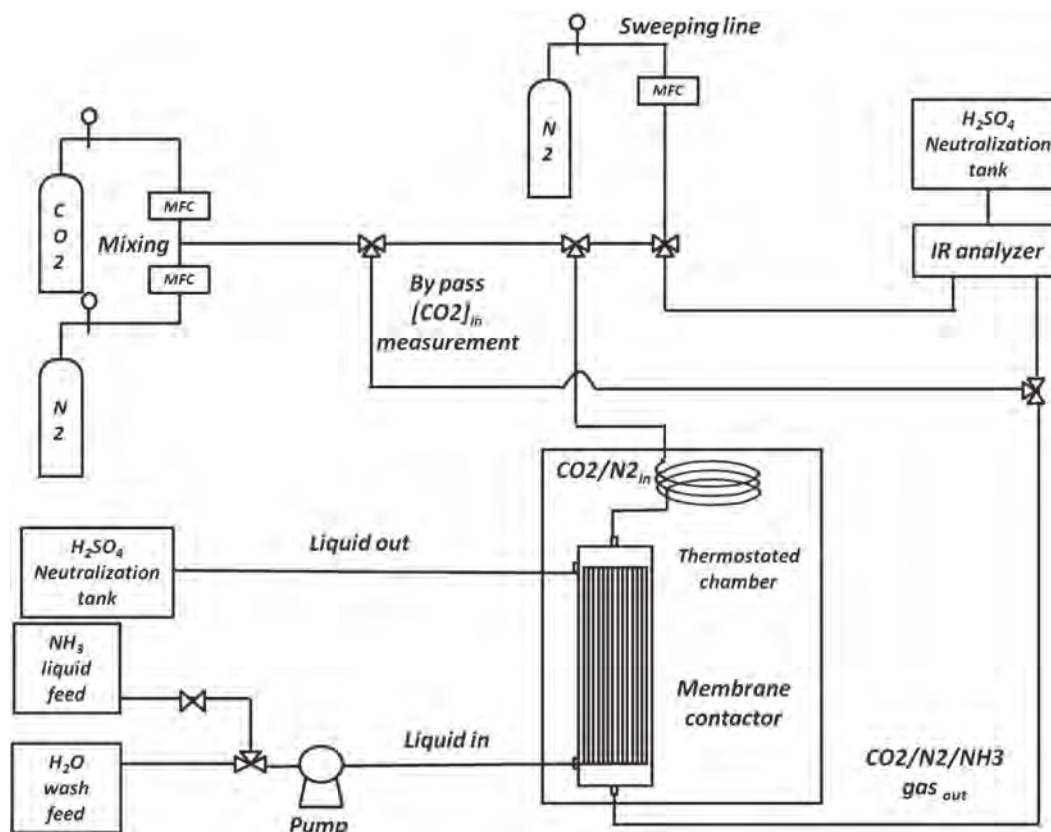 Sweeping line
MFC
N
2
H₂SO₄
Neutralization
tank
C
O
2
MFC
Mixing
MFC
IR analyzer
By pass
[CO2]in
measurement
N
2
CO2/N2in
H₂SO₄
Neutralization
tank
Liquid out
Thermostated
chamber
NH₃
liquid
feed
Membrane
contactor
Liquid in
H₂O
wash
feed
Pump
CO2/N2/NH3
gas out